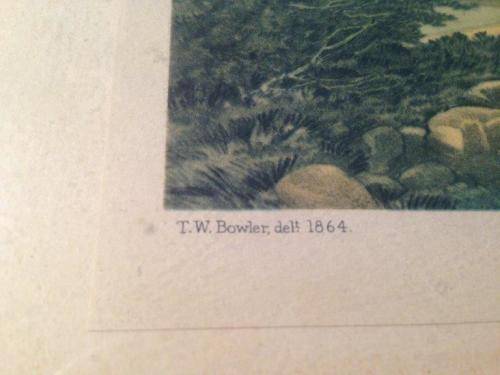 T.W. Bowler, delt 1864.